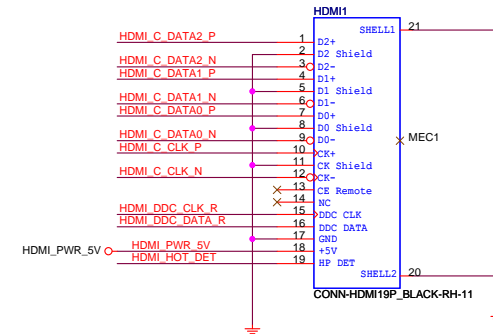 HDMI1
SHELL1 21
HDMI_C_DATA2_P 1 D2+
2 D2 Shield
HDMI_C_DATA2_N 3 D2-
HDMI_C_DATA1_P 4 D1+
5 D1 Shield
HDMI_C_DATA1_N 6 D1-
HDMI_C_DATA0_P 7 D0+
8 D0 Shield
HDMI_C_DATA0_N 9 D0-
MEC1
HDMI_C_CLK_P 10 CK+
11 CK Shield
HDMI_C_CLK_N 12 CK-
13 CE Remote
14 NC
HDMI_DDC_CLK_R 15 DDC CLK
HDMI_DDC_DATA_R 16 DDC DATA
17 GND
HDMI_PWR_5V HDMI_PWR_5V 18 +5V
HDMI_HOT_DET 19 HP DET
SHELL2 20
CONN-HDMI19P_BLACK-RH-11